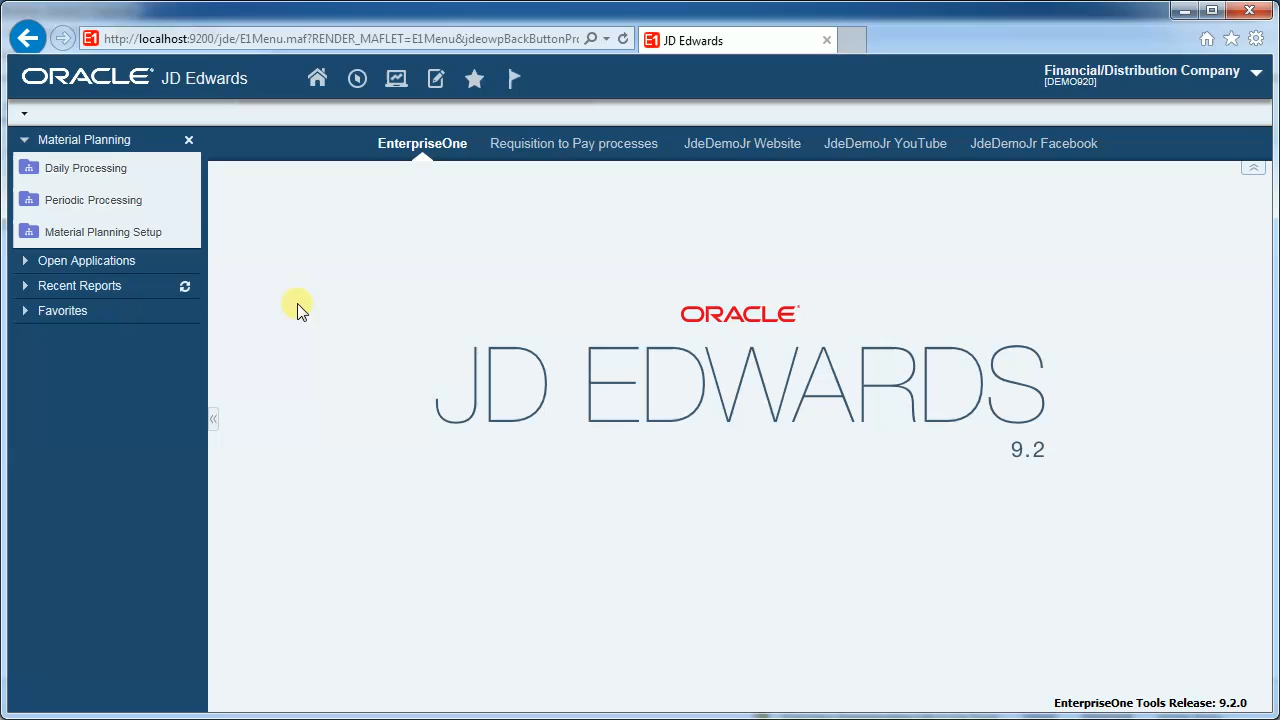 http://localhost:9200/jde/E1Menu.maf?RENDER_MAFLET=E1Menu&jdeowpBackButtonPro
E1
JD Edwards
ORACLE JD Edwards
Financial/Distribution Company
[DEMO920]
Material Planning
EnterpriseOne
Requisition to Pay processes
JdeDemoJr Website
JdeDemoJr YouTube
JdeDemoJr Facebook
Daily Processing
Periodic Processing
Material Planning Setup
Open Applications
Recent Reports
Favorites
ORACLE
JD EDWARDS
9.2
EnterpriseOne Tools Release: 9.2.0